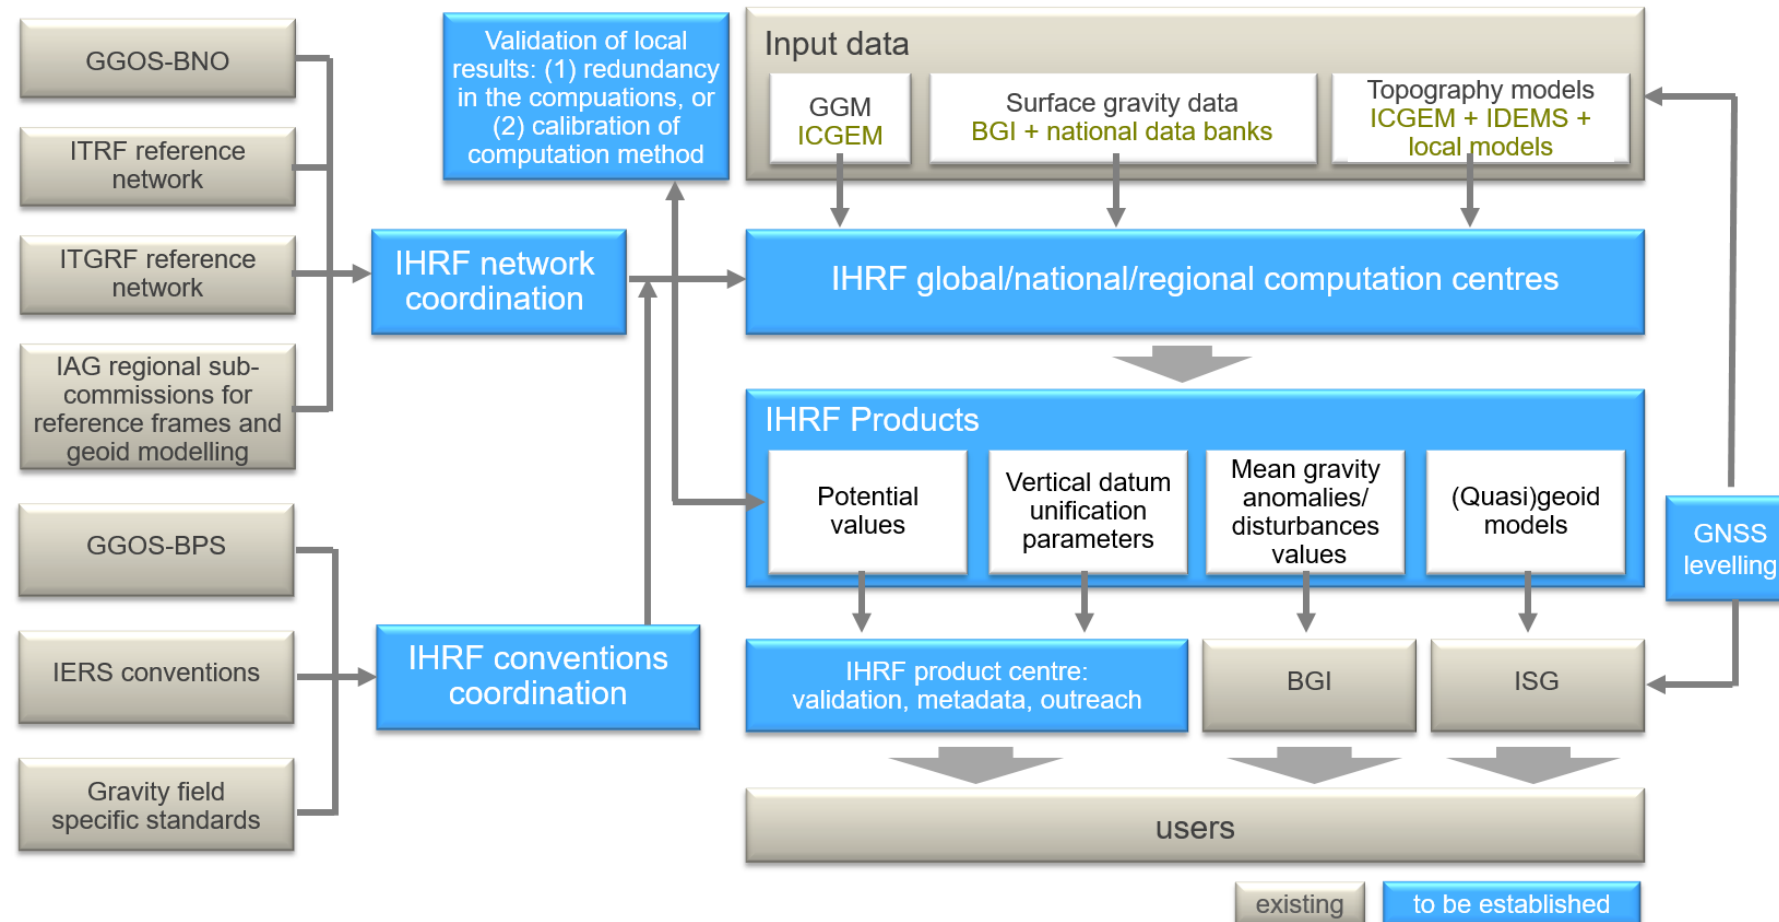 GGOS-BNO
ITRF reference
network
ITGRF reference
network
IAG regional sub-
commissions for
reference frames and
geoid modelling
GGOS-BPS
IERS conventions
Gravity field
specific standards
Validation of local
results: (1) redundancy
in the compuations, or
(2) calibration of
computation method
IHRF network
coordination
IHRF conventions
coordination
Input data
GGM
ICGEM
Surface gravity data
BGI + national data banks
Topography models
ICGEM + IDEMS +
local models
IHRF global/national/regional computation centres
IHRF Products
Potential
values
Vertical datum
unification
parameters
Mean gravity
anomalies/
disturbances
values
(Quasi)geoid
models
GNSS
levelling
IHRF product centre:
validation, metadata, outreach
BGI
ISG
users
existing
to be established